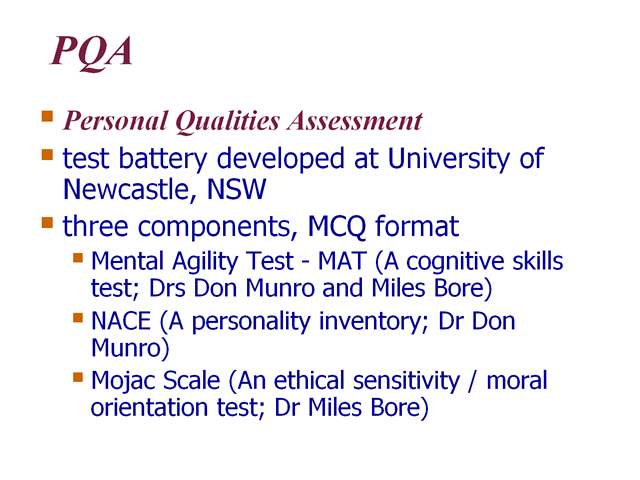 PQA
Personal Qualities Assessment
test battery developed at University of
Newcastle, NSW
three components, MCQ format
Mental Agility Test - MAT (A cognitive skills
test; Drs Don Munro and Miles Bore)
NACE (A personality inventory; Dr Don
Munro)
Mojac Scale (An ethical sensitivity / moral
orientation test; Dr Miles Bore)